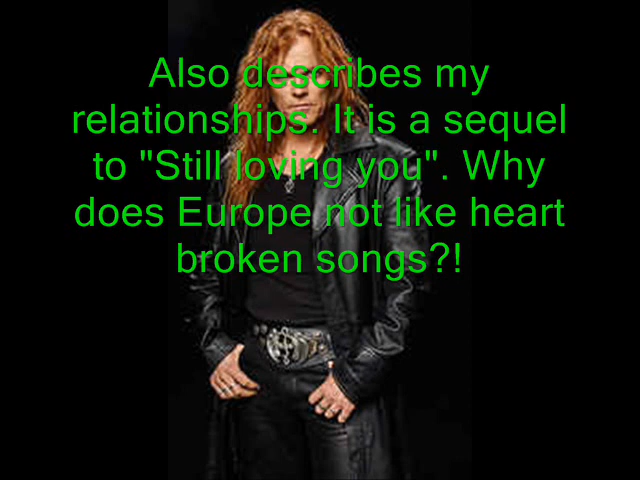 Also describes my
relationships. It is a sequel
to "Still loving you". Why
does Europe not like heart
broken songs?!